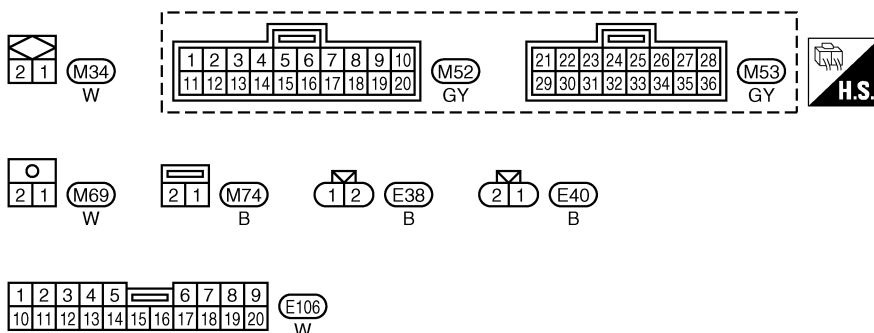 1 2 3 4 5 6 7 8 9 10
21 22 23 24 25 26 27 28
2 1 M34
11 12 13 14 15 16 17 18 19 20 M52
29 30 31 32 33 34 35 36 M53
W
GY
GY
H.S.
2 1 M69
2 1 M74
1 2 E38
2 1 E40
W
B
B
B
1 2 3 4 5 6 7 8 9
10 11 12 13 14 15 16 17 18 19 20
E106
W